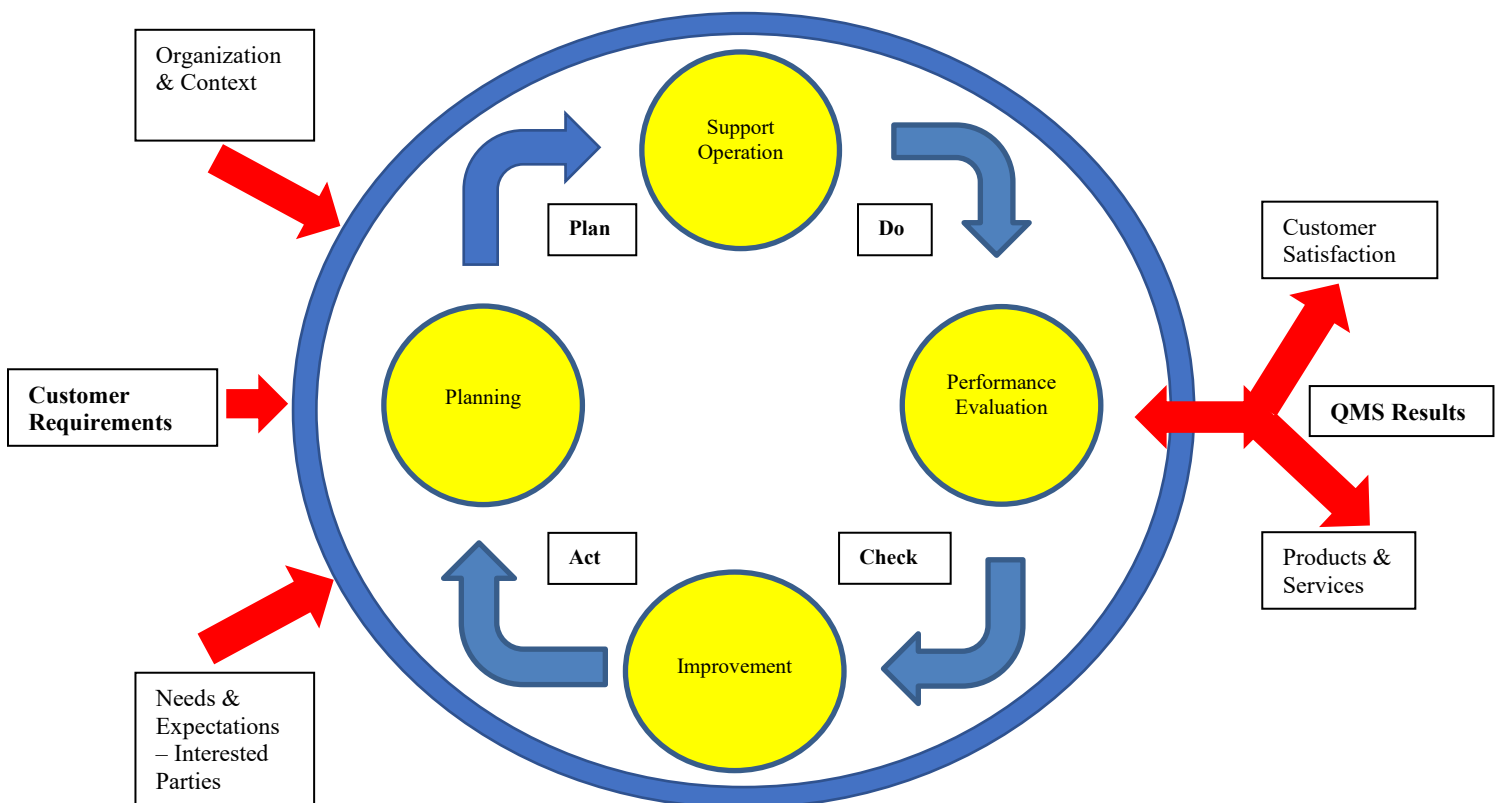 Organization
& Context
Support
Operation
Plan
Do
Customer
Satisfaction
Customer
Requirements
Planning
Performance
Evaluation
QMS Results
Act
Check
Products &
Services
Improvement
Needs &
Expectations
– Interested
Parties